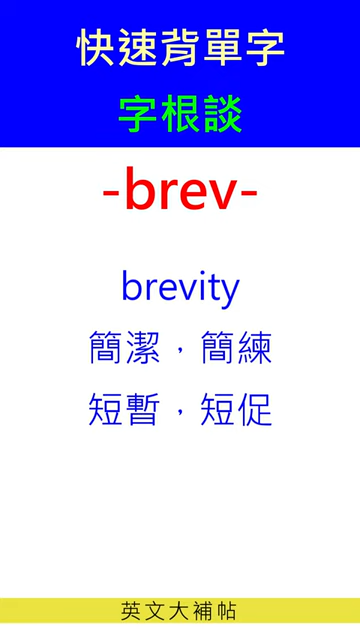 快速背單字
字根談
-brev-
brevity
簡潔，簡練
短暫，短促
英文大補帖